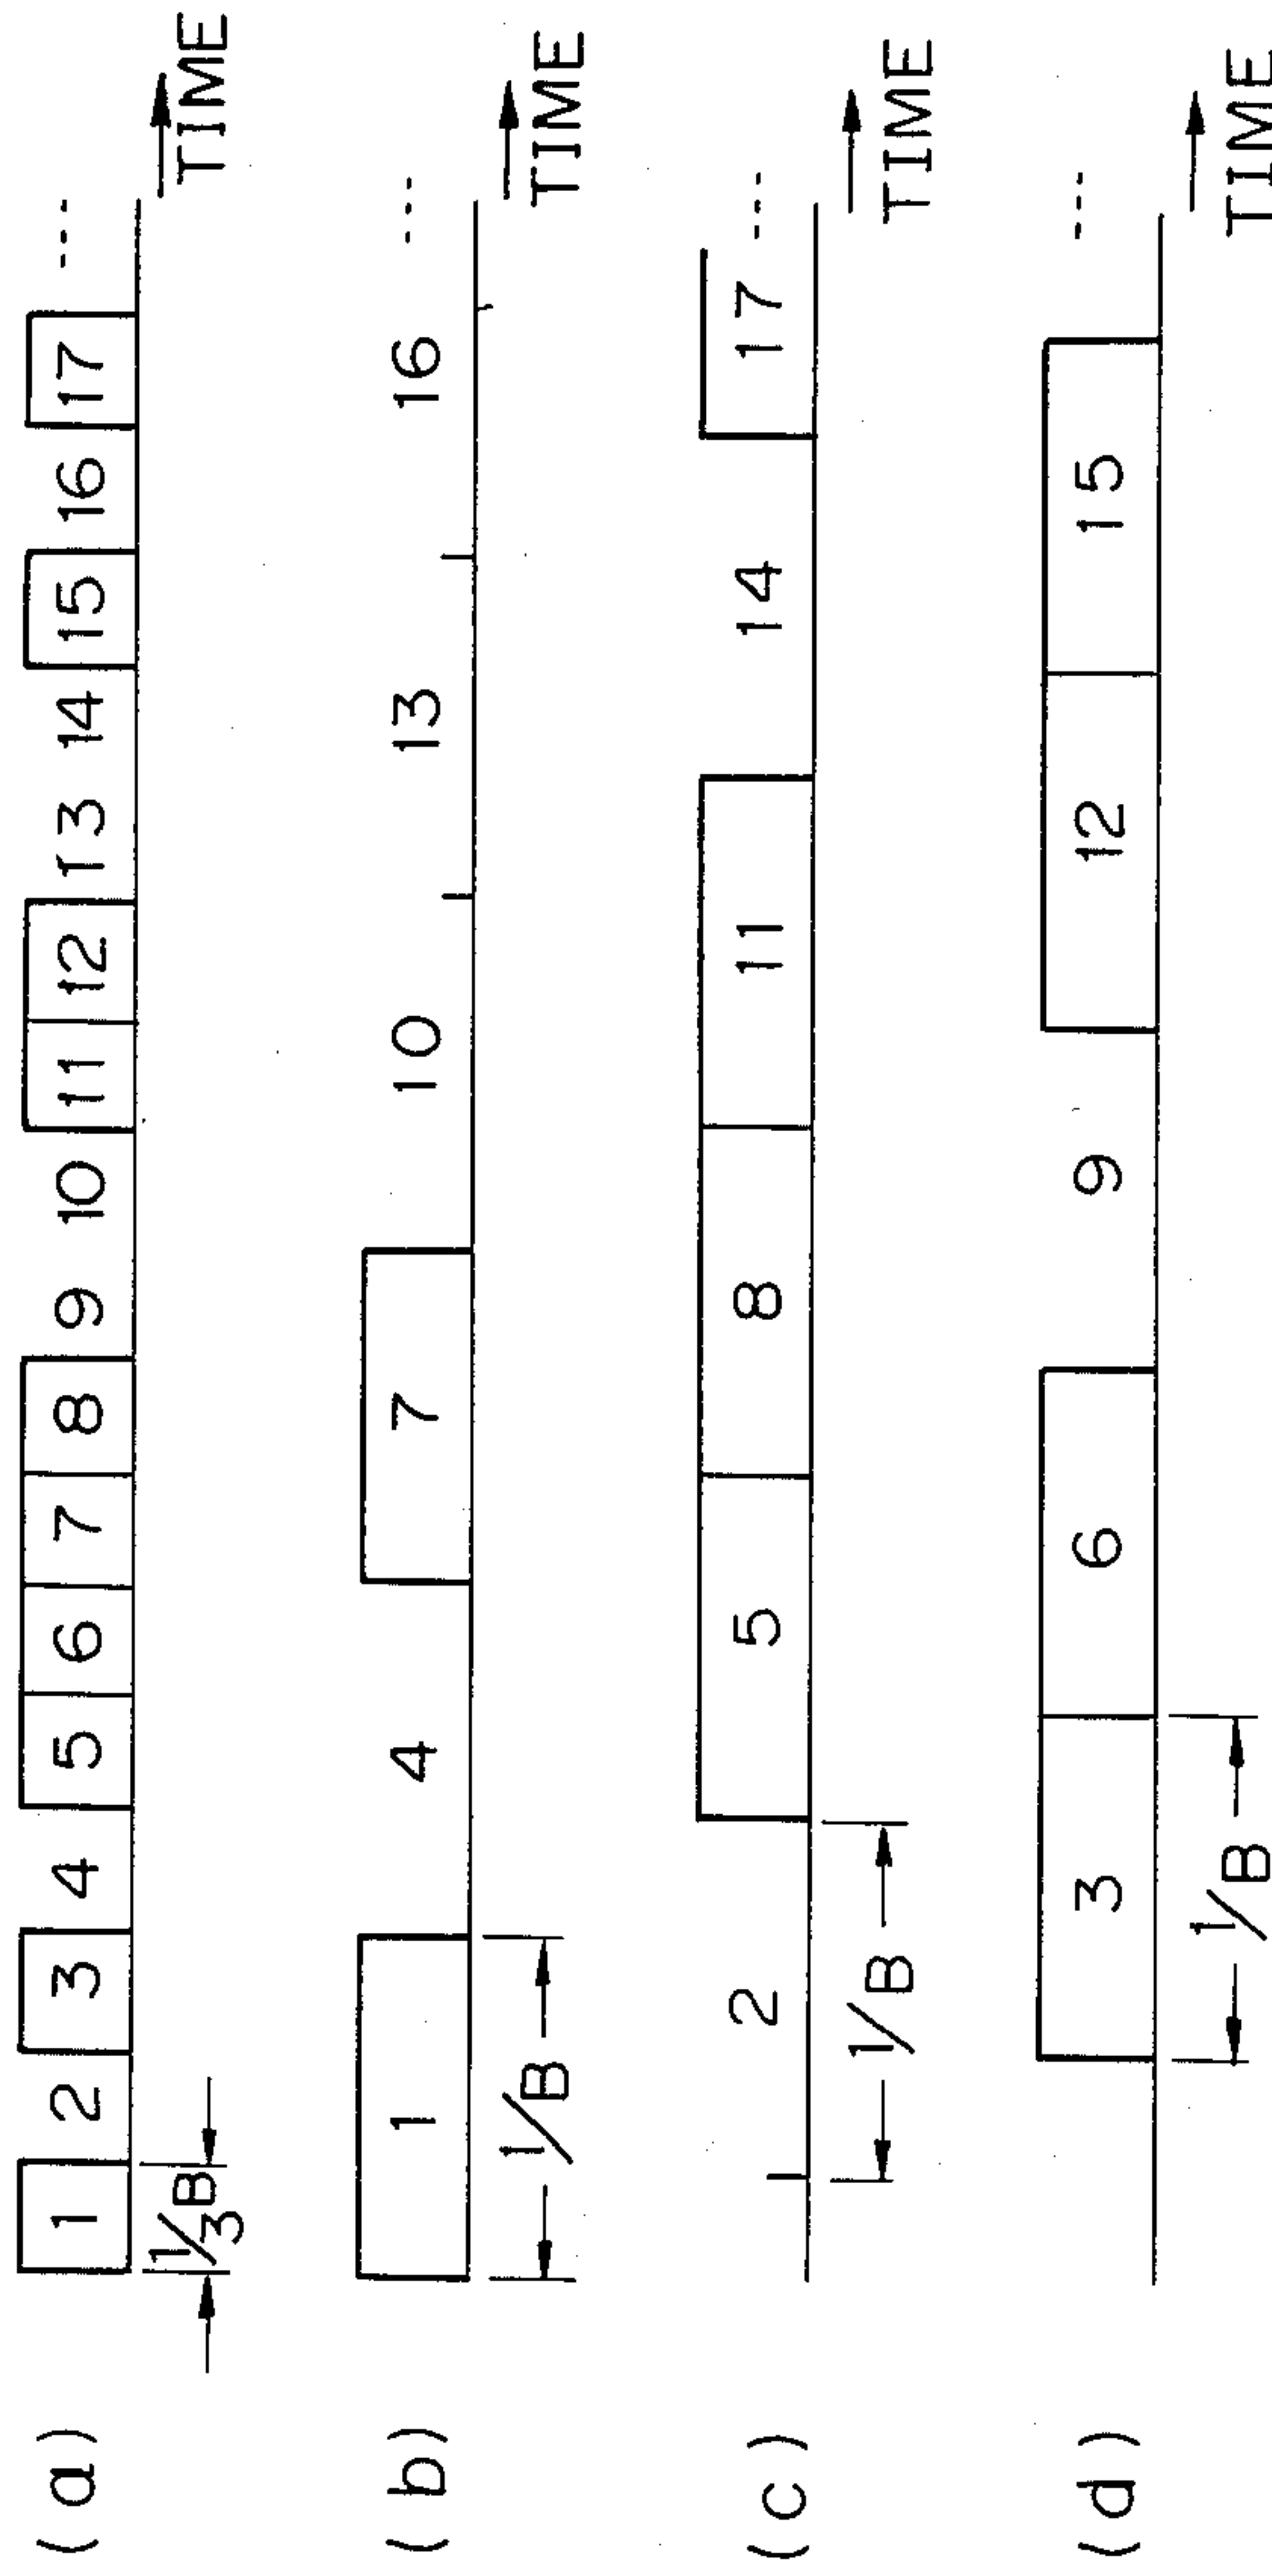 (a) 1 2 3 4 5 6 7 8 9 10 11 12 13 14 15 16 17 ---
1/3B
TIME
(b) 1 4 7 10 13 16 ---
1/B
TIME
(c) 2 5 8 11 14 17 ---
1/B
TIME
(d) 3 6 9 12 15 ---
1/B
TIME